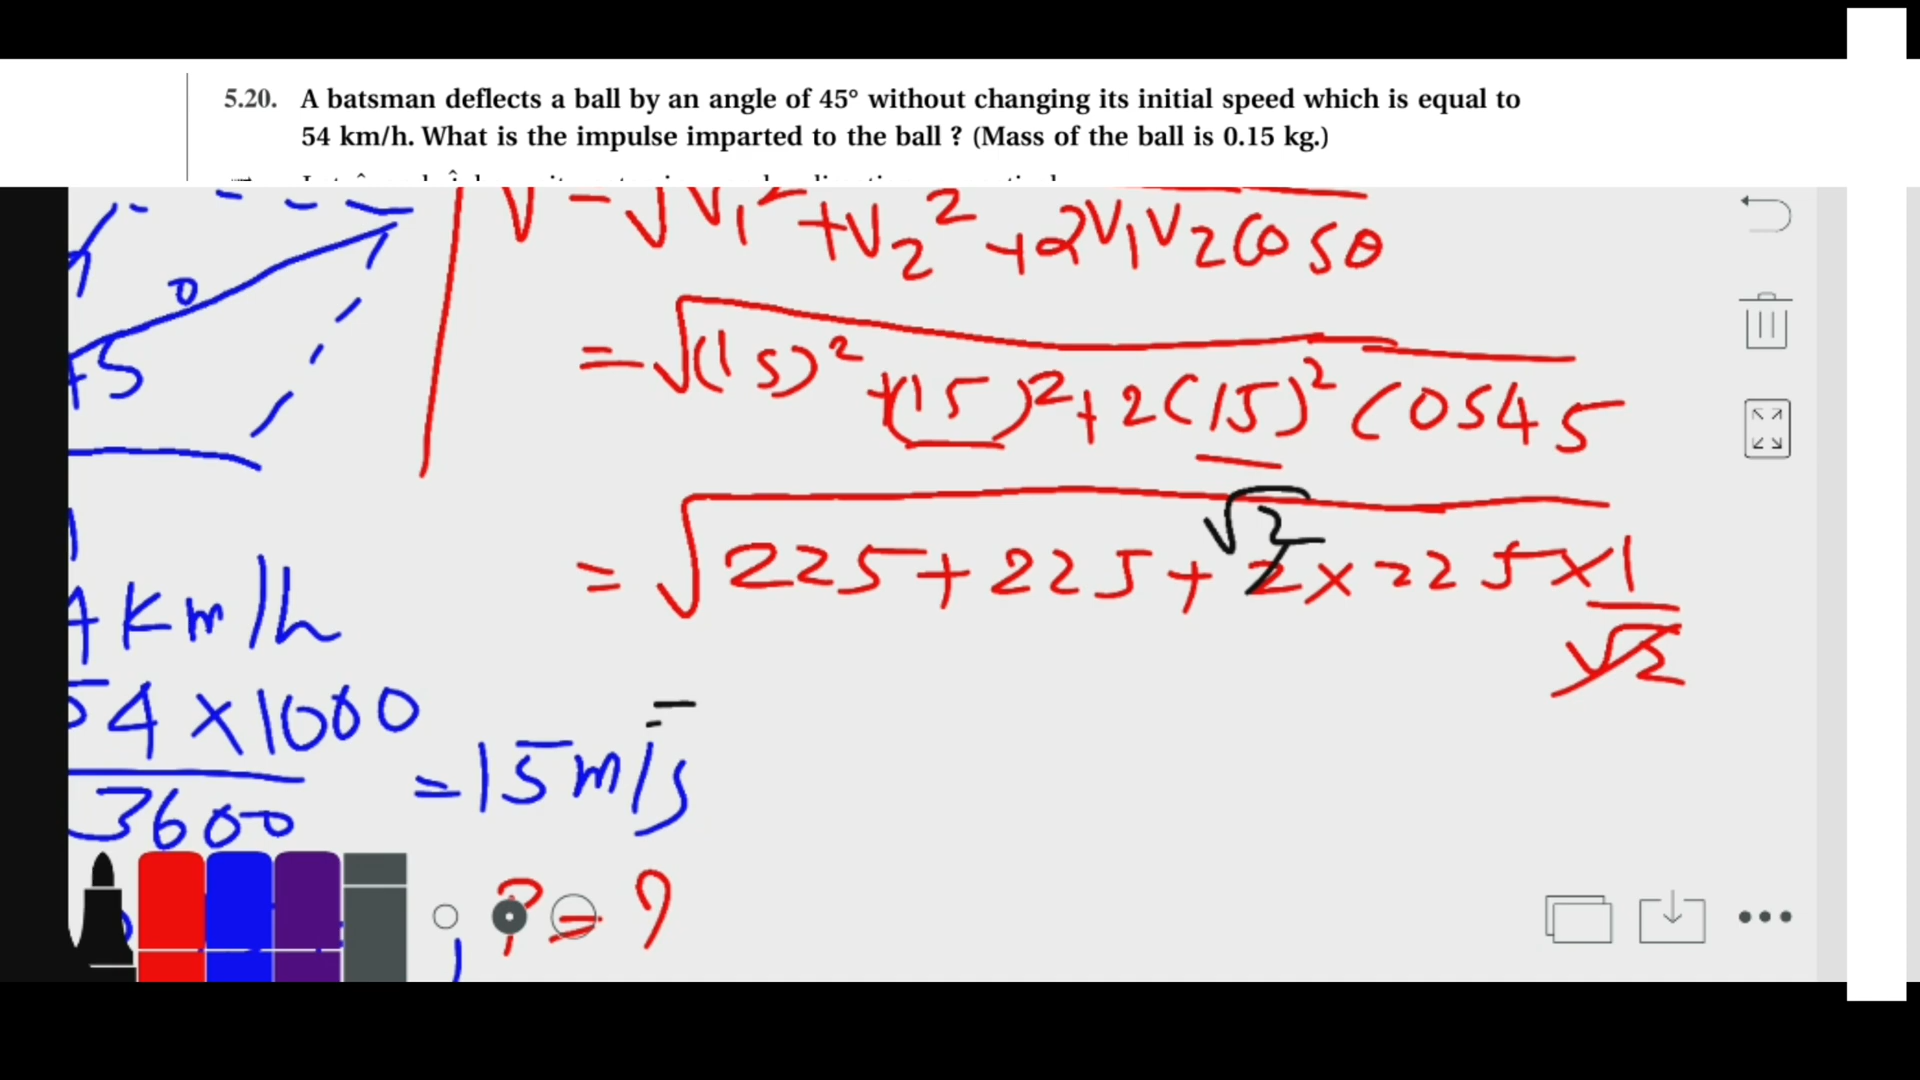 5.20. A batsman deflects a ball by an angle of 45° without changing its initial speed which is equal to
54 km/h. What is the impulse imparted to the ball ? (Mass of the ball is 0.15 kg.)
V = √V₁² + V₂² + 2V₁V₂ cosθ
= √(15)² + (15)² + 2(15)² cos45
= √225 + 225 + √2 2 × 225 × 1/√2
45
4 km/h
54 × 1000
3600
= 15 m/s
? = ?